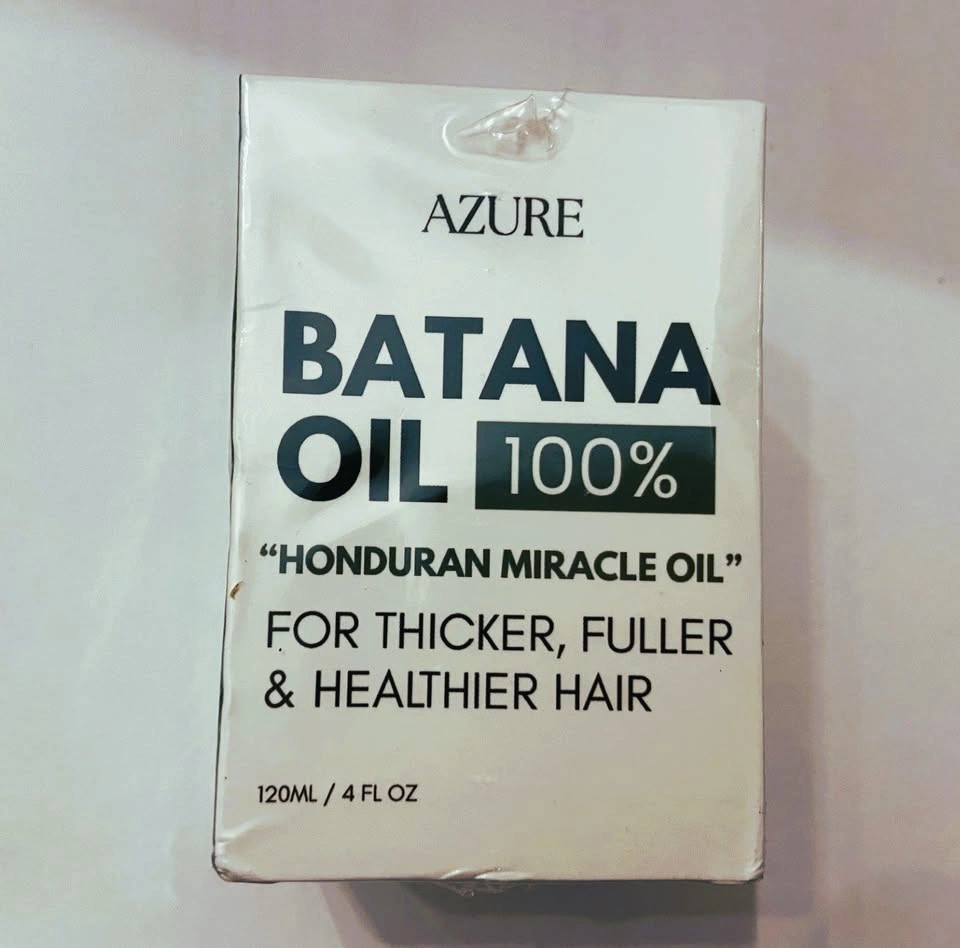 AZURE
BATANA
OIL 100%
“HONDURAN MIRACLE OIL”
FOR THICKER, FULLER
& HEALTHIER HAIR
120ML / 4 FL OZ